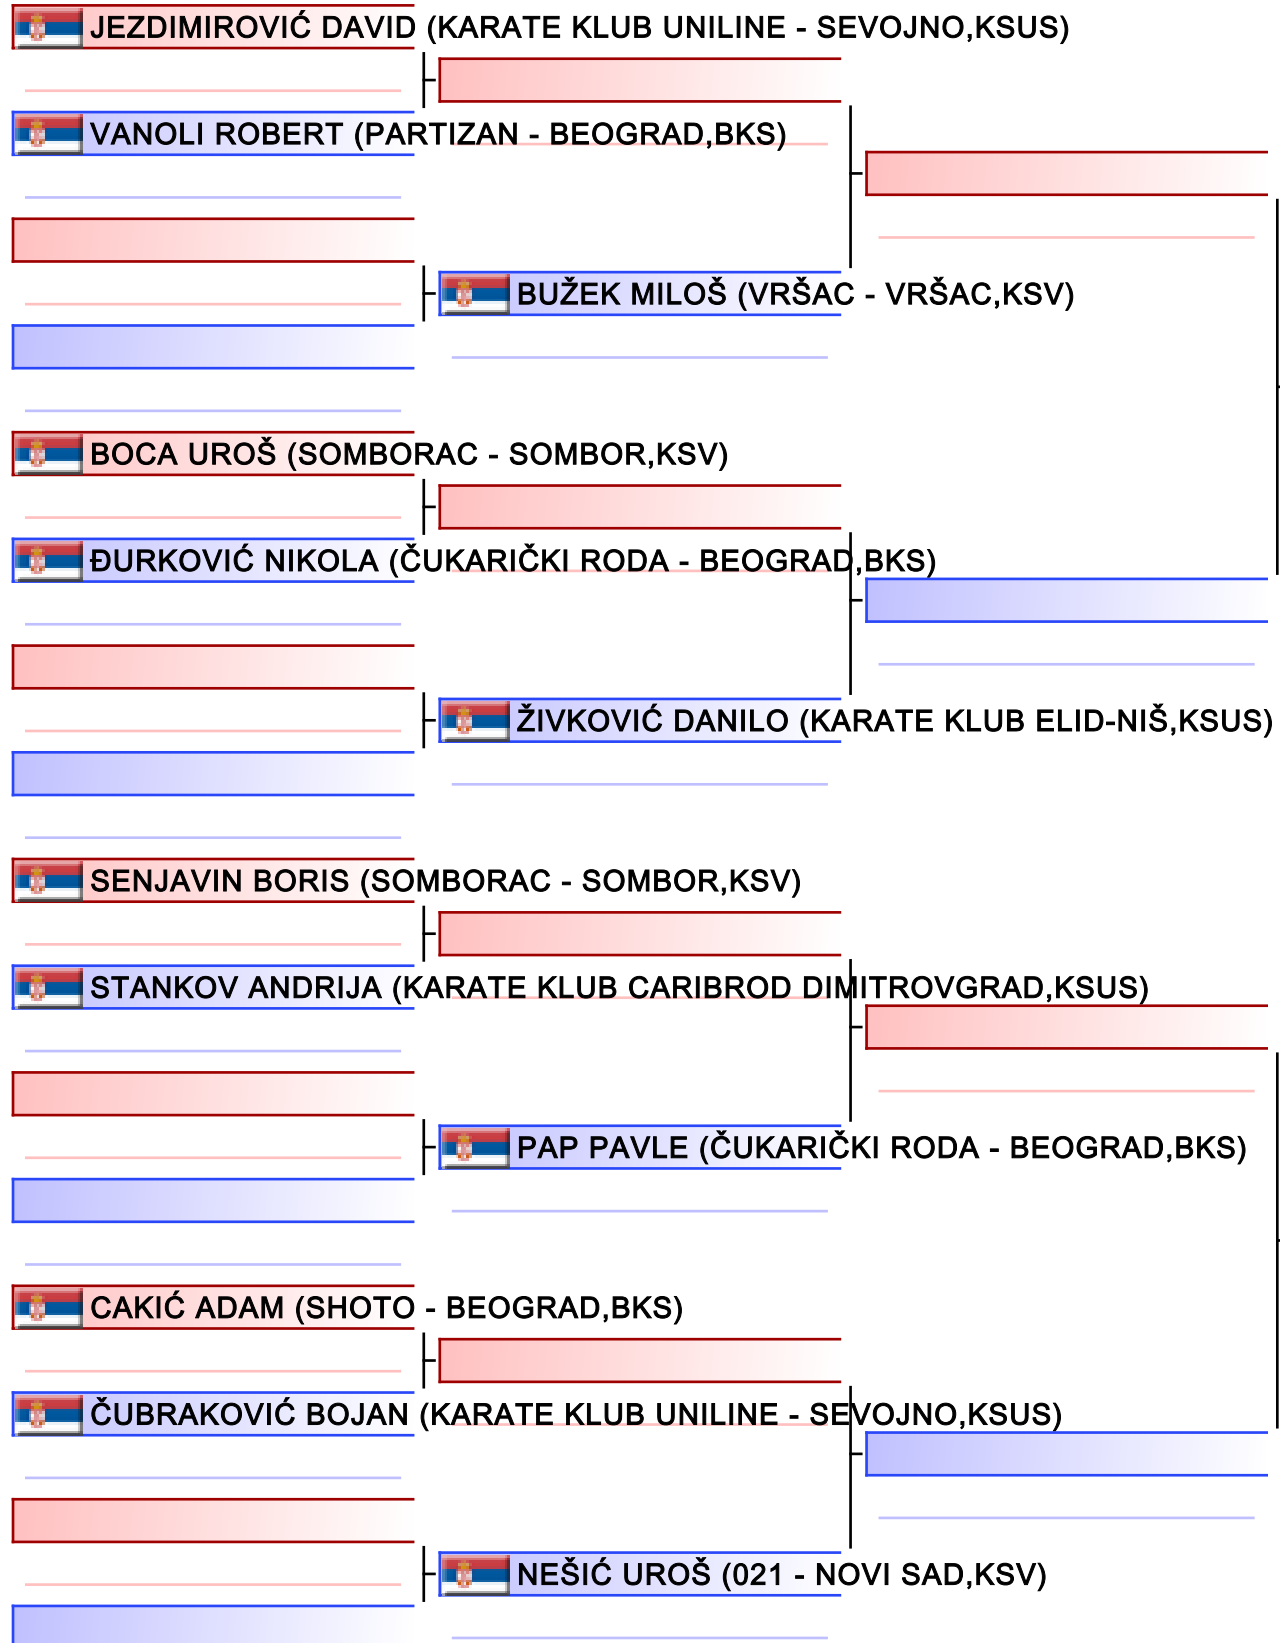 JEZDIMIROVIĆ DAVID (KARATE KLUB UNILINE - SEVOJNO,KSUS)
VANOLI ROBERT (PARTIZAN - BEOGRAD,BKS)
BUŽEK MILOŠ (VRŠAC - VRŠAC,KSV)
BOCA UROŠ (SOMBORAC - SOMBOR,KSV)
ĐURKOVIĆ NIKOLA (ČUKARIČKI RODA - BEOGRAD,BKS)
ŽIVKOVIĆ DANILO (KARATE KLUB ELID-NIŠ,KSUS)
SENJAVIN BORIS (SOMBORAC - SOMBOR,KSV)
STANKOV ANDRIJA (KARATE KLUB CARIBROD DIMITROVGRAD,KSUS)
PAP PAVLE (ČUKARIČKI RODA - BEOGRAD,BKS)
CAKIĆ ADAM (SHOTO - BEOGRAD,BKS)
ČUBRAKOVIĆ BOJAN (KARATE KLUB UNILINE - SEVOJNO,KSUS)
NEŠIĆ UROŠ (021 - NOVI SAD,KSV)